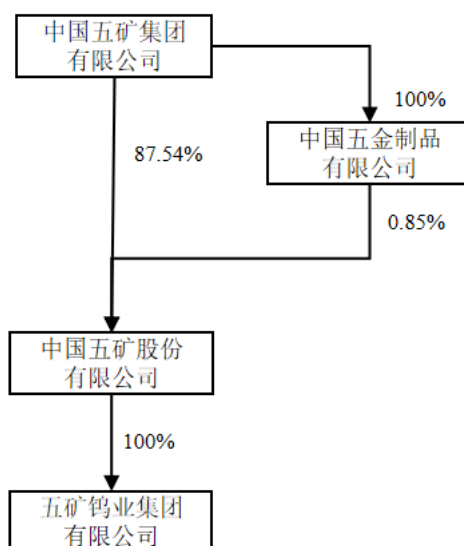 中国五矿集团
有限公司
100%
87.54%
中国五金制品
有限公司
0.85%
中国五矿股份
有限公司
100%
五矿钨业集团
有限公司